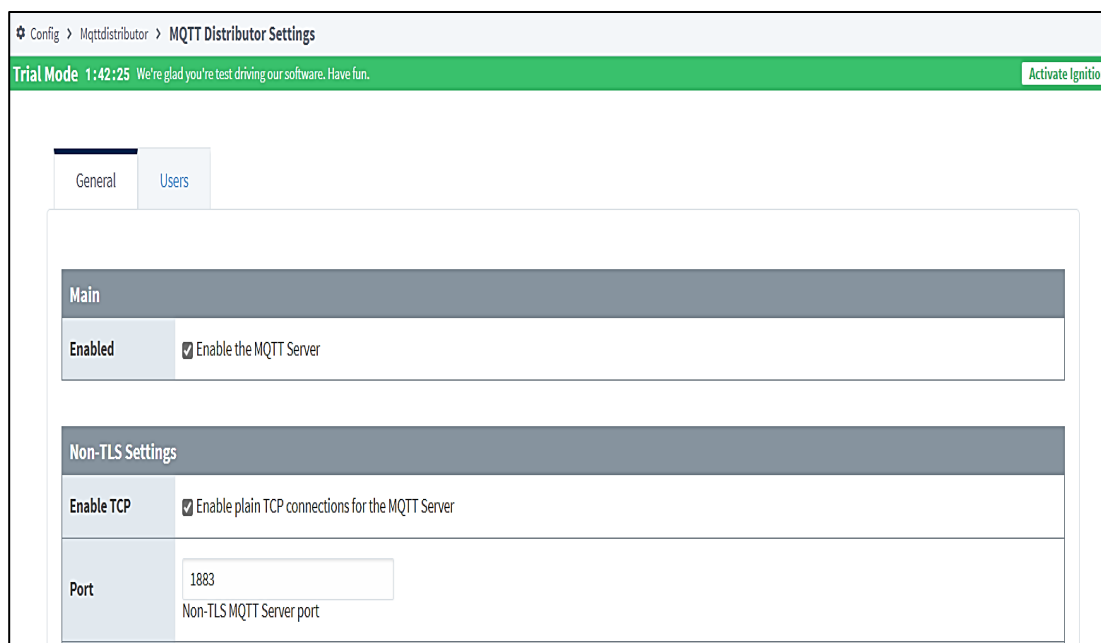 Config > Mqttdistributor > MQTT Distributor Settings
Trial Mode 1:42:25 We're glad you're test driving our software. Have fun. Activate Ignitio
General Users
Main
Enabled Enable the MQTT Server
Non-TLS Settings
Enable TCP Enable plain TCP connections for the MQTT Server
Port 1883
Non-TLS MQTT Server port